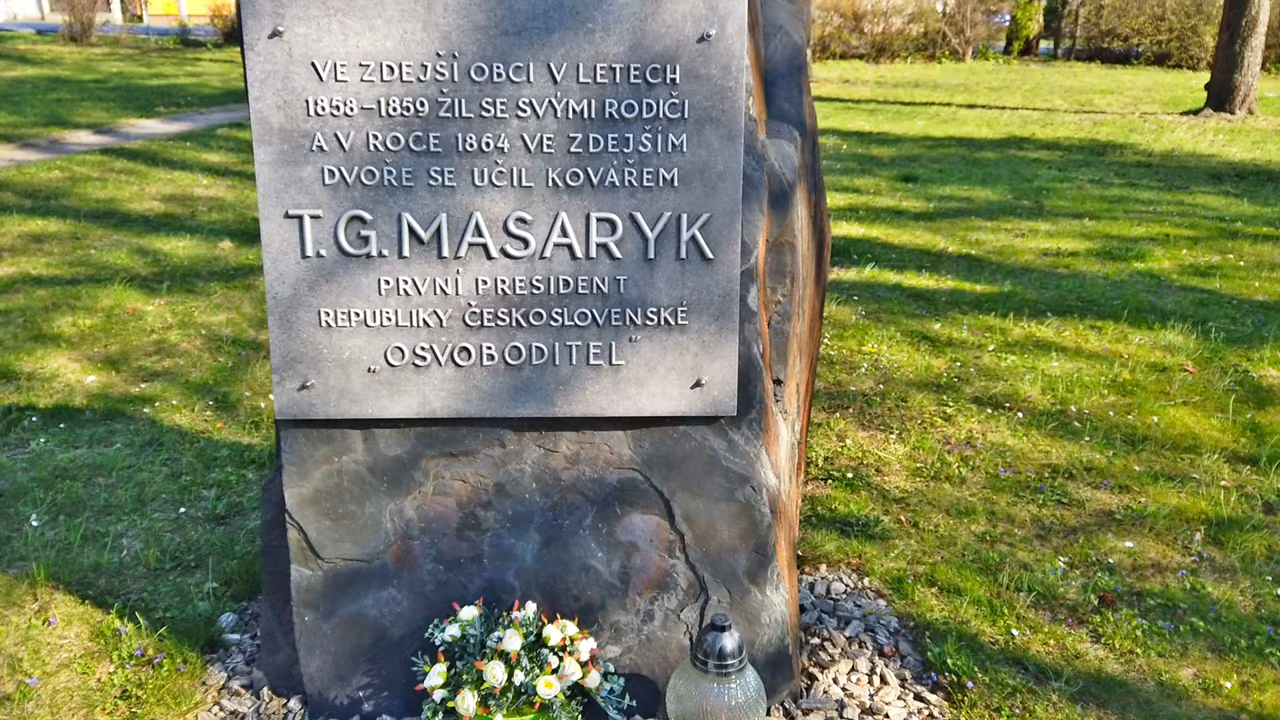 VE ZDEJŠÍ OBCI V LETECH
1858-1859 ŽIL SE SVÝMI RODIČI
A V ROCE 1864 VE ZDEJŠÍM
DVOŘE SE UČIL KOVÁŘEM
T.G.MASARYK
PRVNÍ PRESIDENT
REPUBLIKY ČESKOSLOVENSKÉ
„OSVOBODITEL"